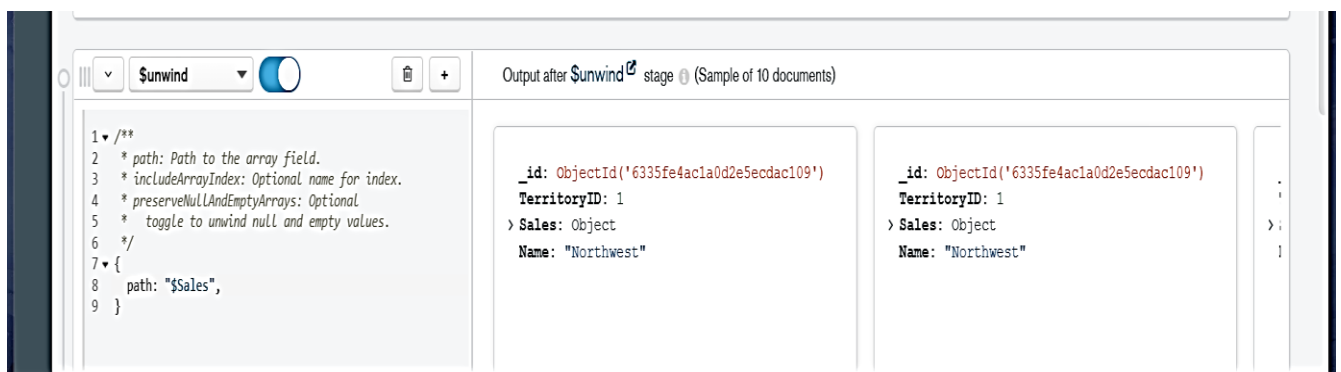 $unwind
+
Output after $unwind stage (Sample of 10 documents)
1 /**
2 * path: Path to the array field.
3 * includeArrayIndex: Optional name for index.
4 * preserveNullAndEmptyArrays: Optional
5 * toggle to unwind null and empty values.
6 */
7 {
8 path: "$Sales",
9 }
_id: ObjectId('6335fe4ac1a0d2e5ecdac109')
TerritoryID: 1
> Sales: Object
Name: "Northwest"
_id: ObjectId('6335fe4ac1a0d2e5ecdac109')
TerritoryID: 1
> Sales: Object
Name: "Northwest"